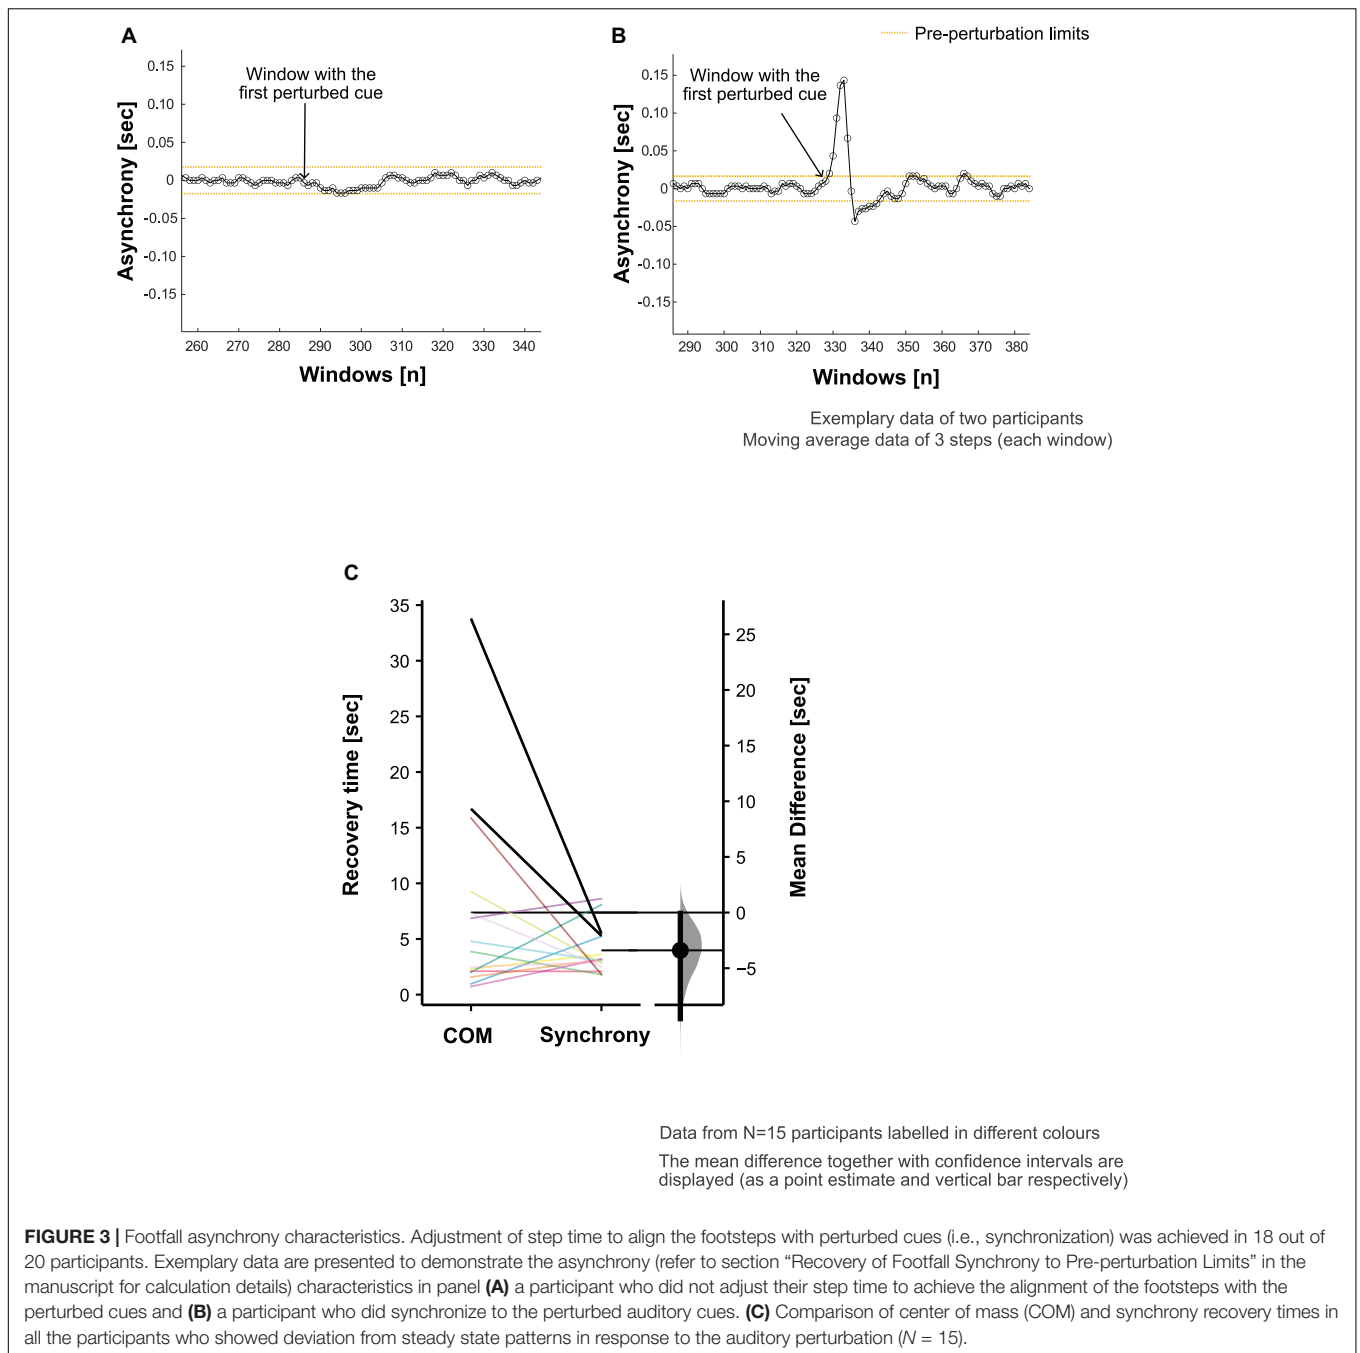 A
Window with the
first perturbed cue
Asynchrony [sec]
0.15
0.10
0.05
0
-0.05
-0.10
-0.15
260 270 280 290 300 310 320 330 340
Windows [n]
B
Pre-perturbation limits
Window with the
first perturbed cue
Asynchrony [sec]
0.15
0.10
0.05
0
-0.05
-0.10
-0.15
290 300 310 320 330 340 350 360 370 380
Windows [n]
Exemplary data of two participants
Moving average data of 3 steps (each window)
C
Recovery time [sec]
35
30
25
20
15
10
5
0
COM Synchrony
25
20
15
10
5
0
−5
Mean Difference [sec]
Data from N=15 participants labelled in different colours
The mean difference together with confidence intervals are
displayed (as a point estimate and vertical bar respectively)
FIGURE 3 | Footfall asynchrony characteristics. Adjustment of step time to align the footsteps with perturbed cues (i.e., synchronization) was achieved in 18 out of
20 participants. Exemplary data are presented to demonstrate the asynchrony (refer to section “Recovery of Footfall Synchrony to Pre-perturbation Limits” in the
manuscript for calculation details) characteristics in panel (A) a participant who did not adjust their step time to achieve the alignment of the footsteps with the
perturbed cues and (B) a participant who did synchronize to the perturbed auditory cues. (C) Comparison of center of mass (COM) and synchrony recovery times in
all the participants who showed deviation from steady state patterns in response to the auditory perturbation (N = 15).